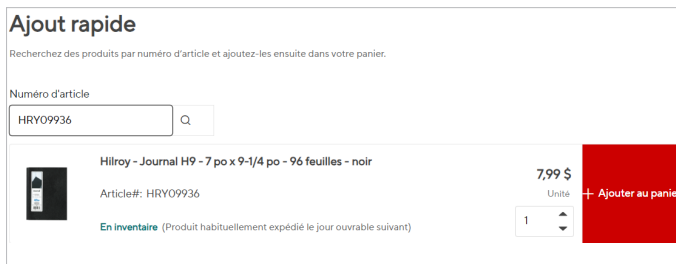 Ajout rapide
Recherchez des produits par numéro d'article et ajoutez-les ensuite dans votre panier.
Numéro d'article
HRY09936
Hilroy - Journal H9 - 7 po x 9-1/4 po - 96 feuilles - noir
7,99 $
Article#: HRY09936
Unité
+ Ajouter au panie
1
En inventaire (Produit habituellement expédié le jour ouvrable suivant)